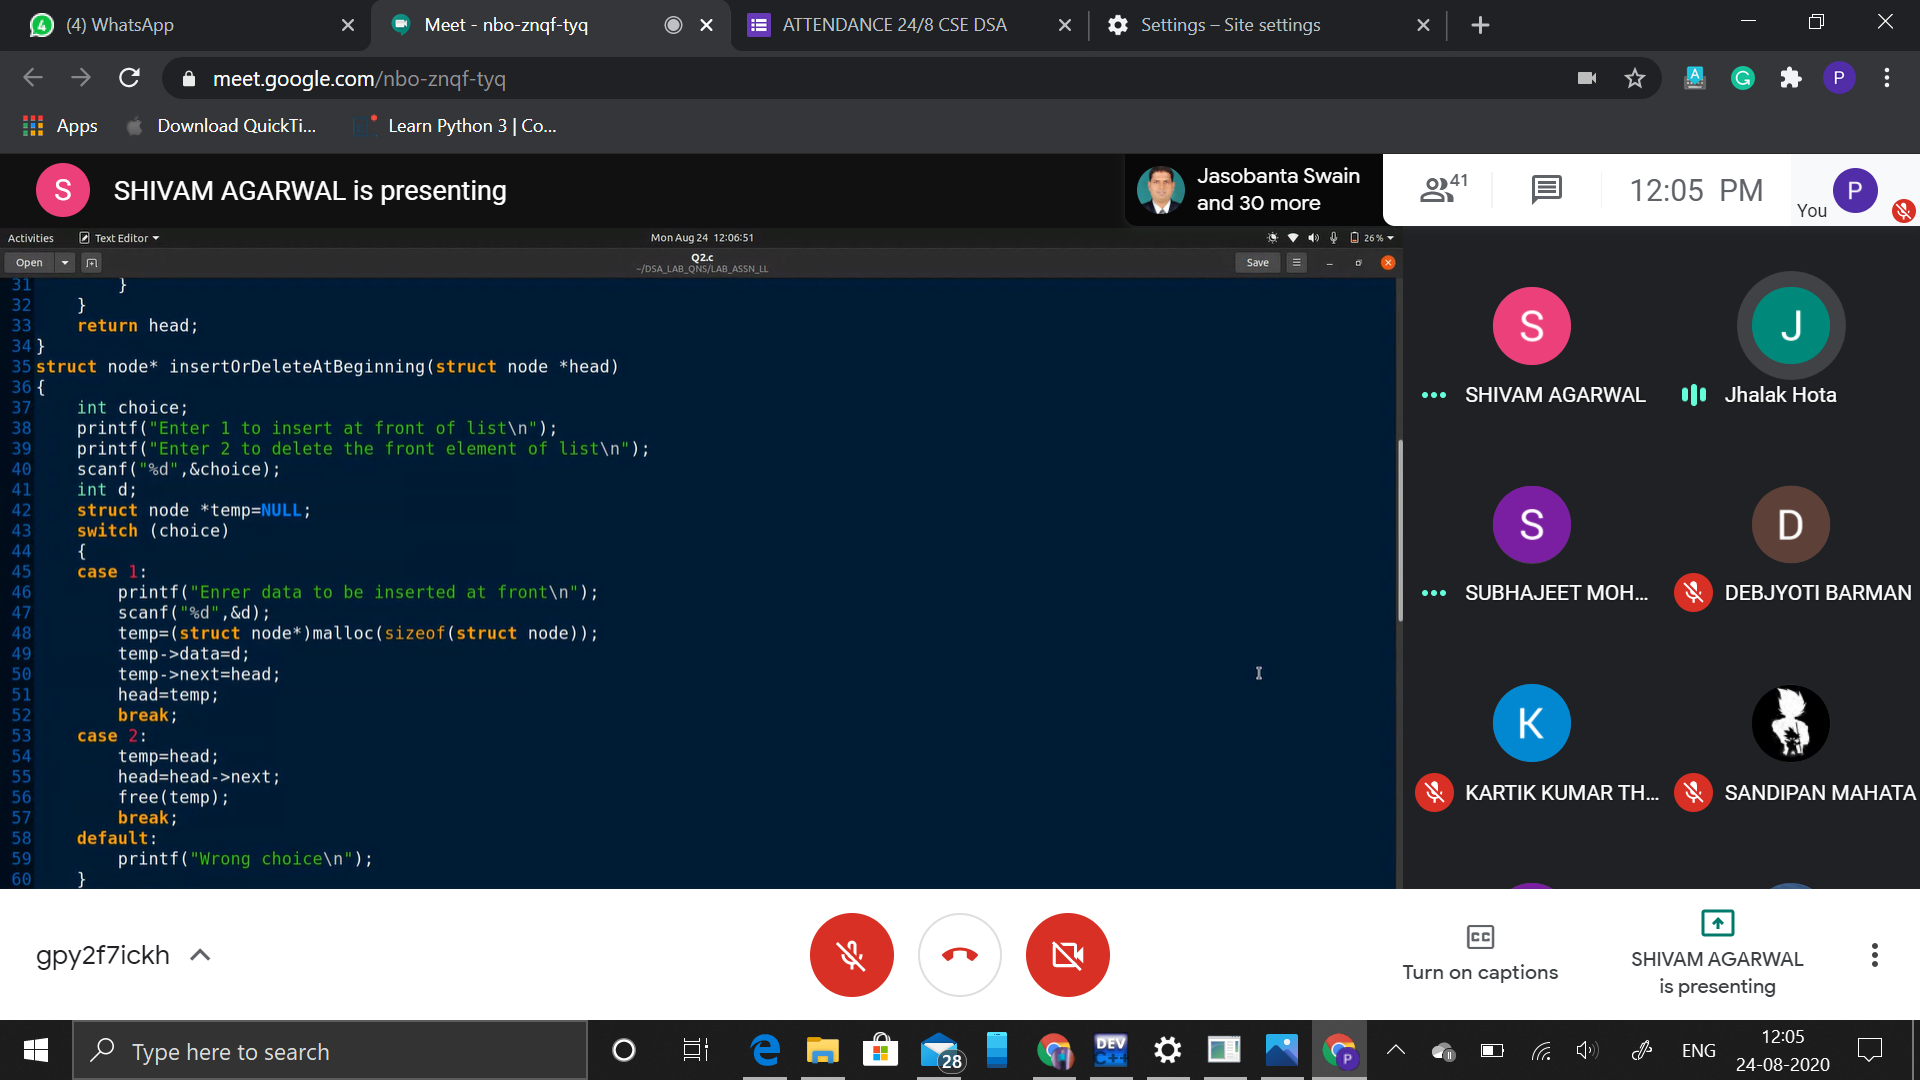 (4) WhatsApp
Meet - nbo-znqf-tyq
ATTENDANCE 24/8 CSE DSA
Settings – Site settings
meet.google.com/nbo-znqf-tyq
Apps
Download QuickTi...
Learn Python 3 | Co...
S
SHIVAM AGARWAL is presenting
Jasobanta Swain
and 30 more
41
12:05 PM
You
P
Activities
Text Editor
Mon Aug 24 12:06:51
26%
Open
Q2.c
~/DSA_LAB_QNS/LAB_ASSN_LL
Save
31 }
32 }
33 return head;
34 }
35 struct node* insertOrDeleteAtBeginning(struct node *head)
36 {
37 int choice;
38 printf("Enter 1 to insert at front of list\n");
39 printf("Enter 2 to delete the front element of list\n");
40 scanf("%d",&choice);
41 int d;
42 struct node *temp=NULL;
43 switch (choice)
44 {
45 case 1:
46 printf("Enrer data to be inserted at front\n");
47 scanf("%d",&d);
48 temp=(struct node*)malloc(sizeof(struct node));
49 temp->data=d;
50 temp->next=head;
51 head=temp;
52 break;
53 case 2:
54 temp=head;
55 head=head->next;
56 free(temp);
57 break;
58 default:
59 printf("Wrong choice\n");
60 }
S
SHIVAM AGARWAL
J
Jhalak Hota
S
SUBHAJEET MOH...
D
DEBJYOTI BARMAN
K
KARTIK KUMAR TH...
SANDIPAN MAHATA
gpy2f7ickh
CC
Turn on captions
SHIVAM AGARWAL
is presenting
Type here to search
28
DEV
C++
P
ENG
12:05
24-08-2020